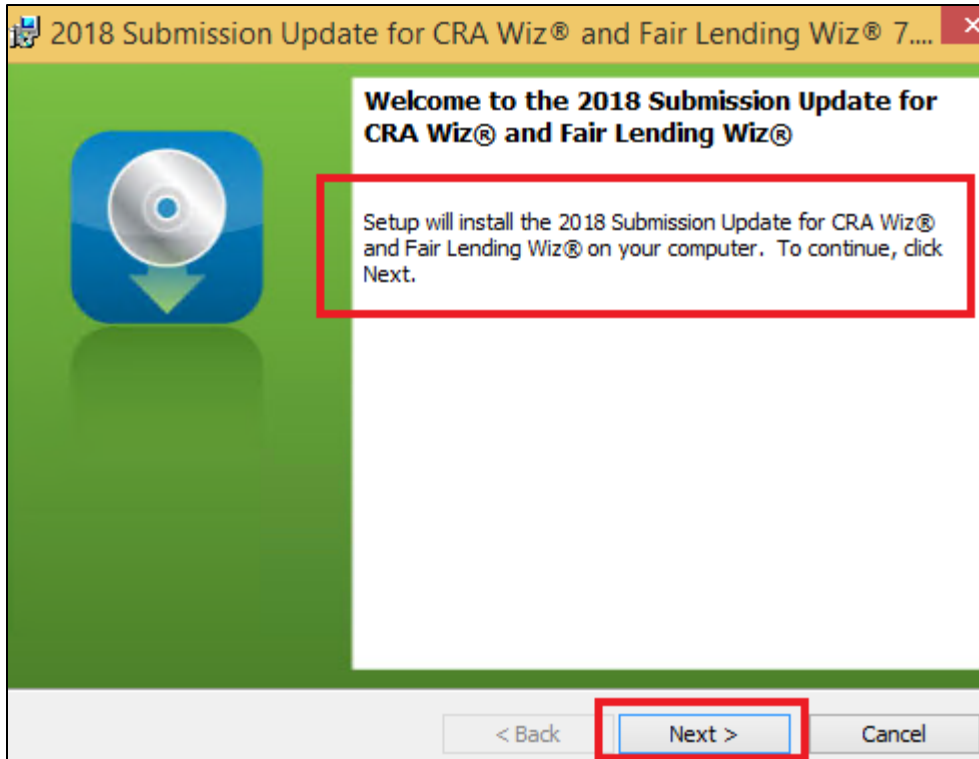 2018 Submission Update for CRA Wiz® and Fair Lending Wiz® 7....
Welcome to the 2018 Submission Update for
CRA Wiz® and Fair Lending Wiz®
Setup will install the 2018 Submission Update for CRA Wiz®
and Fair Lending Wiz® on your computer. To continue, click
Next.
< Back Next > Cancel